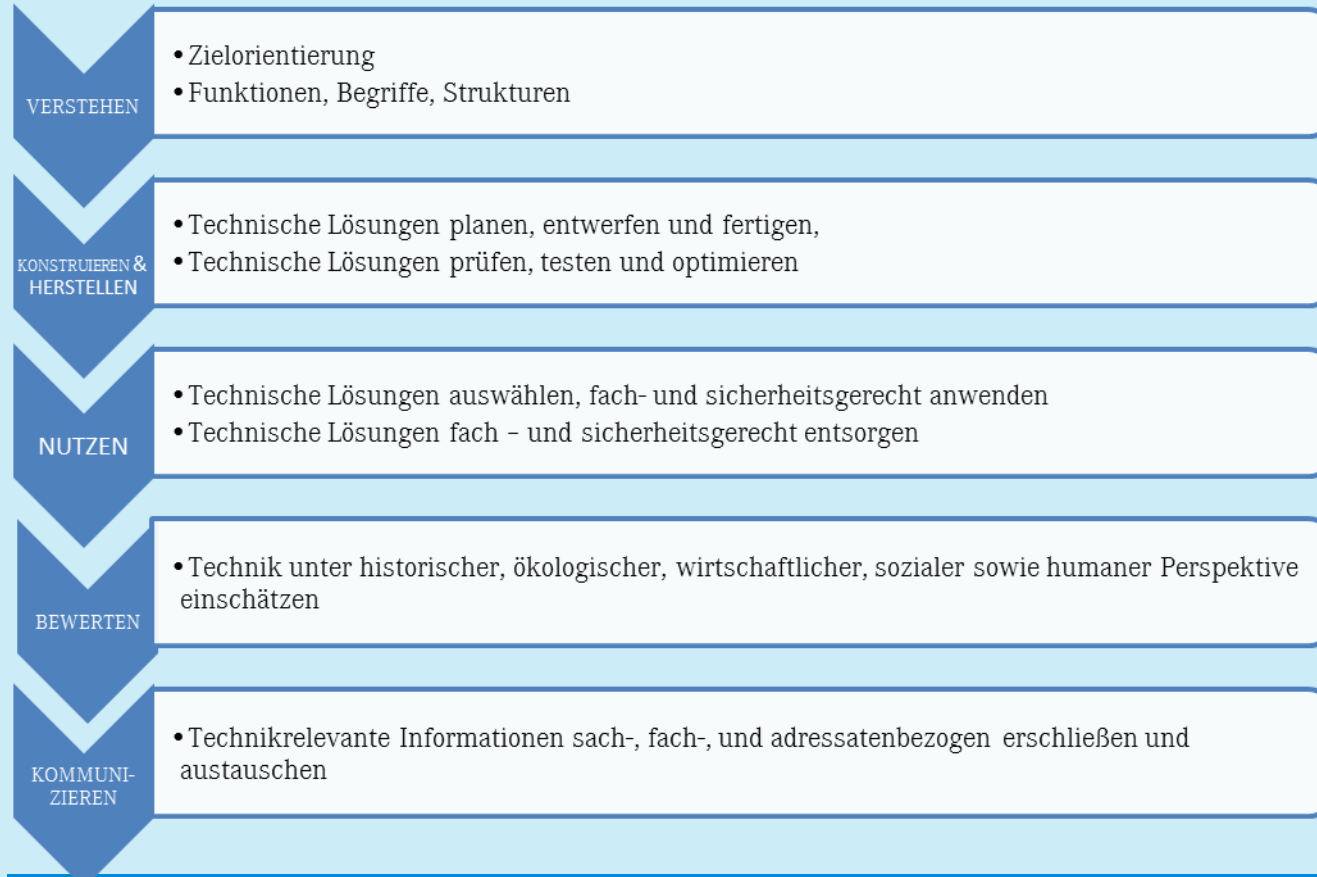 VERSTEHEN
• Zielorientierung
• Funktionen, Begriffe, Strukturen
KONSTRUIEREN &
HERSTELLEN
• Technische Lösungen planen, entwerfen und fertigen,
• Technische Lösungen prüfen, testen und optimieren
NUTZEN
• Technische Lösungen auswählen, fach- und sicherheitsgerecht anwenden
• Technische Lösungen fach – und sicherheitsgerecht entsorgen
BEWERTEN
• Technik unter historischer, ökologischer, wirtschaftlicher, sozialer sowie humaner Perspektive
einschätzen
KOMMUNI-
ZIEREN
• Technikrelevante Informationen sach-, fach-, und adressatenbezogen erschließen und
austauschen